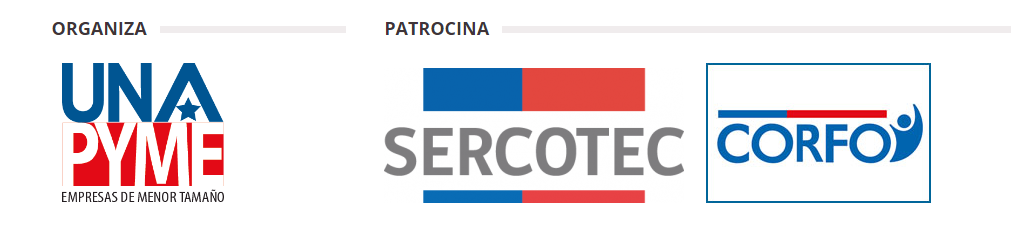 ORGANIZA
PATROCINA
UNA
PYME
EMPRESAS DE MENOR TAMAÑO
SERCOTEC
CORFO